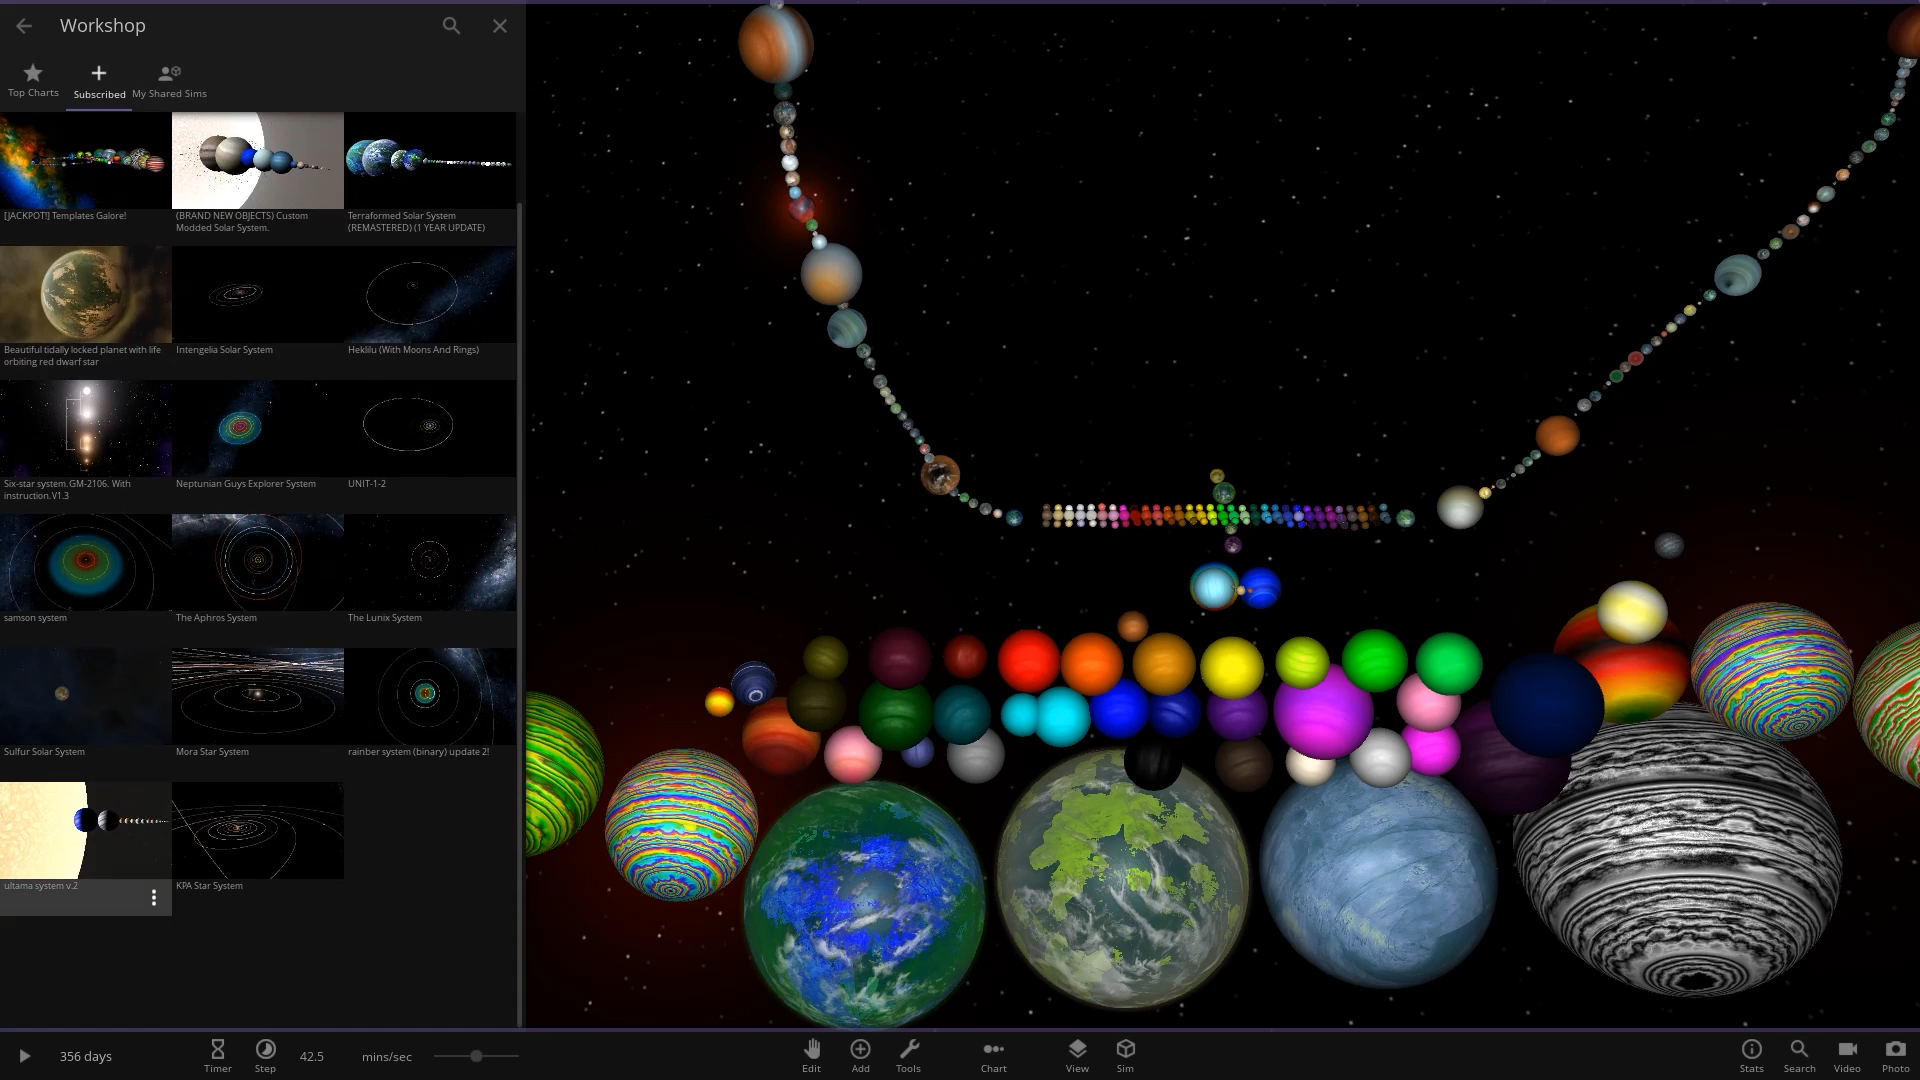 Workshop
Top Charts
Subscribed
My Shared Sims
[JACKPOT!] Templates Galore!
(BRAND NEW OBJECTS) Custom
Modded Solar System.
Terraformed Solar System
(REMASTERED) (1 YEAR UPDATE)
Beautiful tidally locked planet with life
orbiting red dwarf star
Intengelia Solar System
Heklilu (With Moons And Rings)
Six-star system.GM-2106. With
instruction.V1.3
Neptunian Guys Explorer System
UNIT-1-2
samson system
The Aphros System
The Lunix System
Sulfur Solar System
Mora Star System
rainber system (binary) update 2!
ultama system v.2
KPA Star System
356 days
Timer
Step
42.5
mins/sec
Edit
Add
Tools
Chart
View
Sim
Stats
Search
Video
Photo